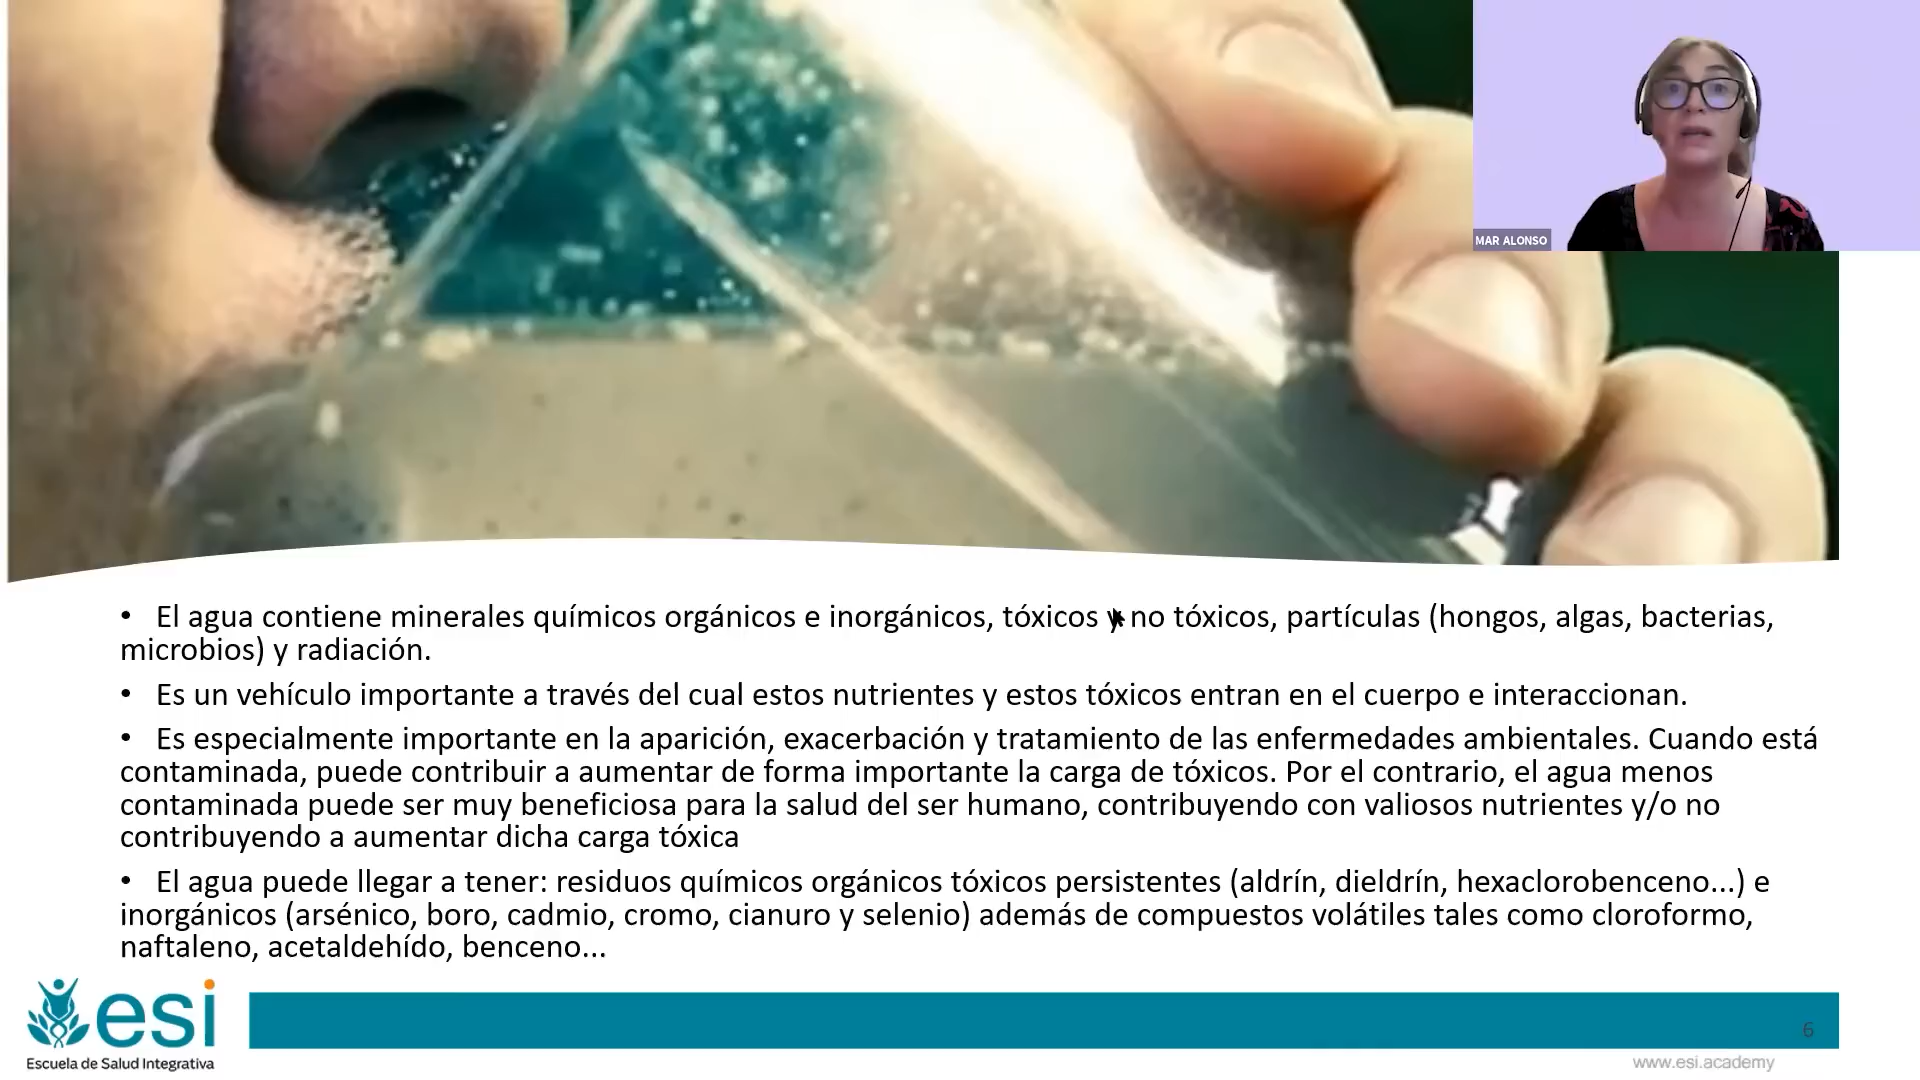 MAR ALONSO
• El agua contiene minerales químicos orgánicos e inorgánicos, tóxicos y no tóxicos, partículas (hongos, algas, bacterias,
microbios) y radiación.
• Es un vehículo importante a través del cual estos nutrientes y estos tóxicos entran en el cuerpo e interaccionan.
• Es especialmente importante en la aparición, exacerbación y tratamiento de las enfermedades ambientales. Cuando está
contaminada, puede contribuir a aumentar de forma importante la carga de tóxicos. Por el contrario, el agua menos
contaminada puede ser muy beneficiosa para la salud del ser humano, contribuyendo con valiosos nutrientes y/o no
contribuyendo a aumentar dicha carga tóxica
• El agua puede llegar a tener: residuos químicos orgánicos tóxicos persistentes (aldrín, dieldrín, hexaclorobenceno...) e
inorgánicos (arsénico, boro, cadmio, cromo, cianuro y selenio) además de compuestos volátiles tales como cloroformo,
naftaleno, acetaldehído, benceno...
esi
Escuela de Salud Integrativa
6
www.esi.academy